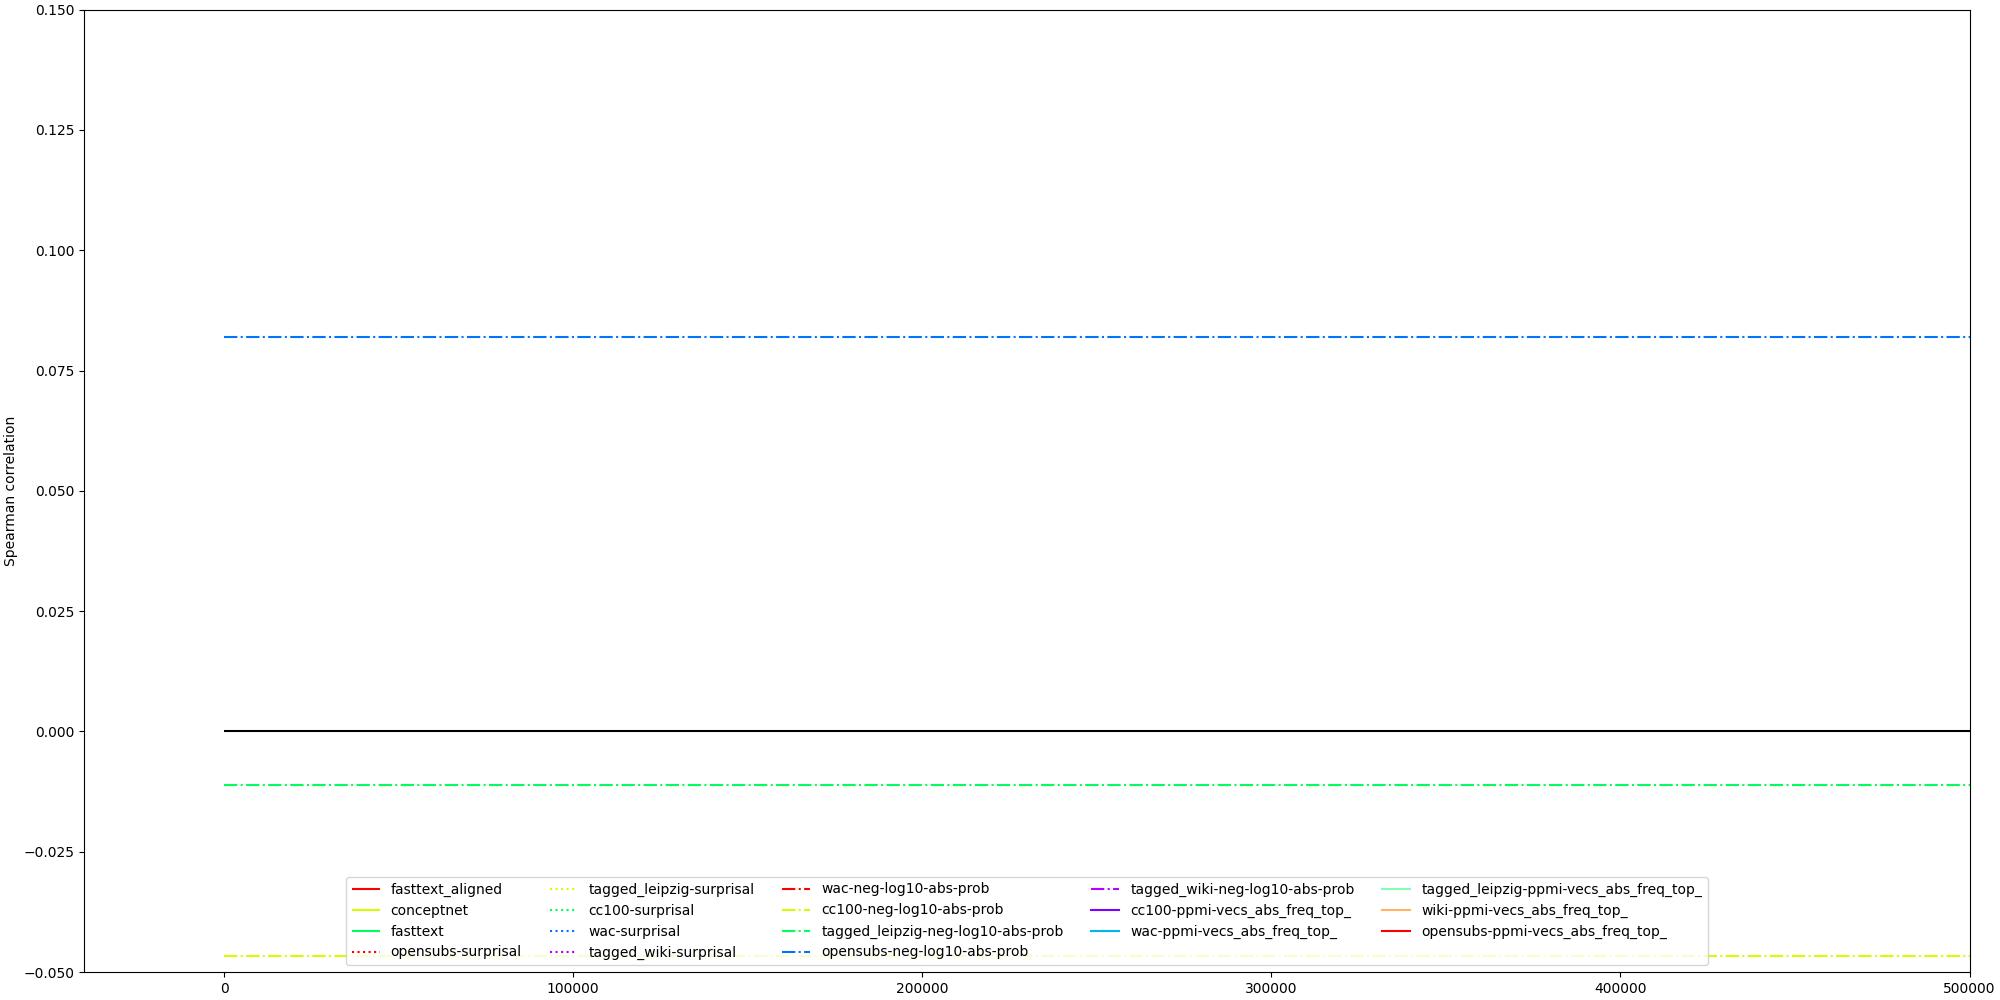 0.150
0.125
0.100
0.075
0.050
0.025
0.000
−0.025
−0.050
Spearman correlation
fasttext_aligned
conceptnet
fasttext
opensubs-surprisal
tagged_leipzig-surprisal
cc100-surprisal
wac-surprisal
tagged_wiki-surprisal
wac-neg-log10-abs-prob
cc100-neg-log10-abs-prob
tagged_leipzig-neg-log10-abs-prob
opensubs-neg-log10-abs-prob
tagged_wiki-neg-log10-abs-prob
cc100-ppmi-vecs_abs_freq_top_
wac-ppmi-vecs_abs_freq_top_
tagged_leipzig-ppmi-vecs_abs_freq_top_
wiki-ppmi-vecs_abs_freq_top_
opensubs-ppmi-vecs_abs_freq_top_
0
100000
200000
300000
400000
500000